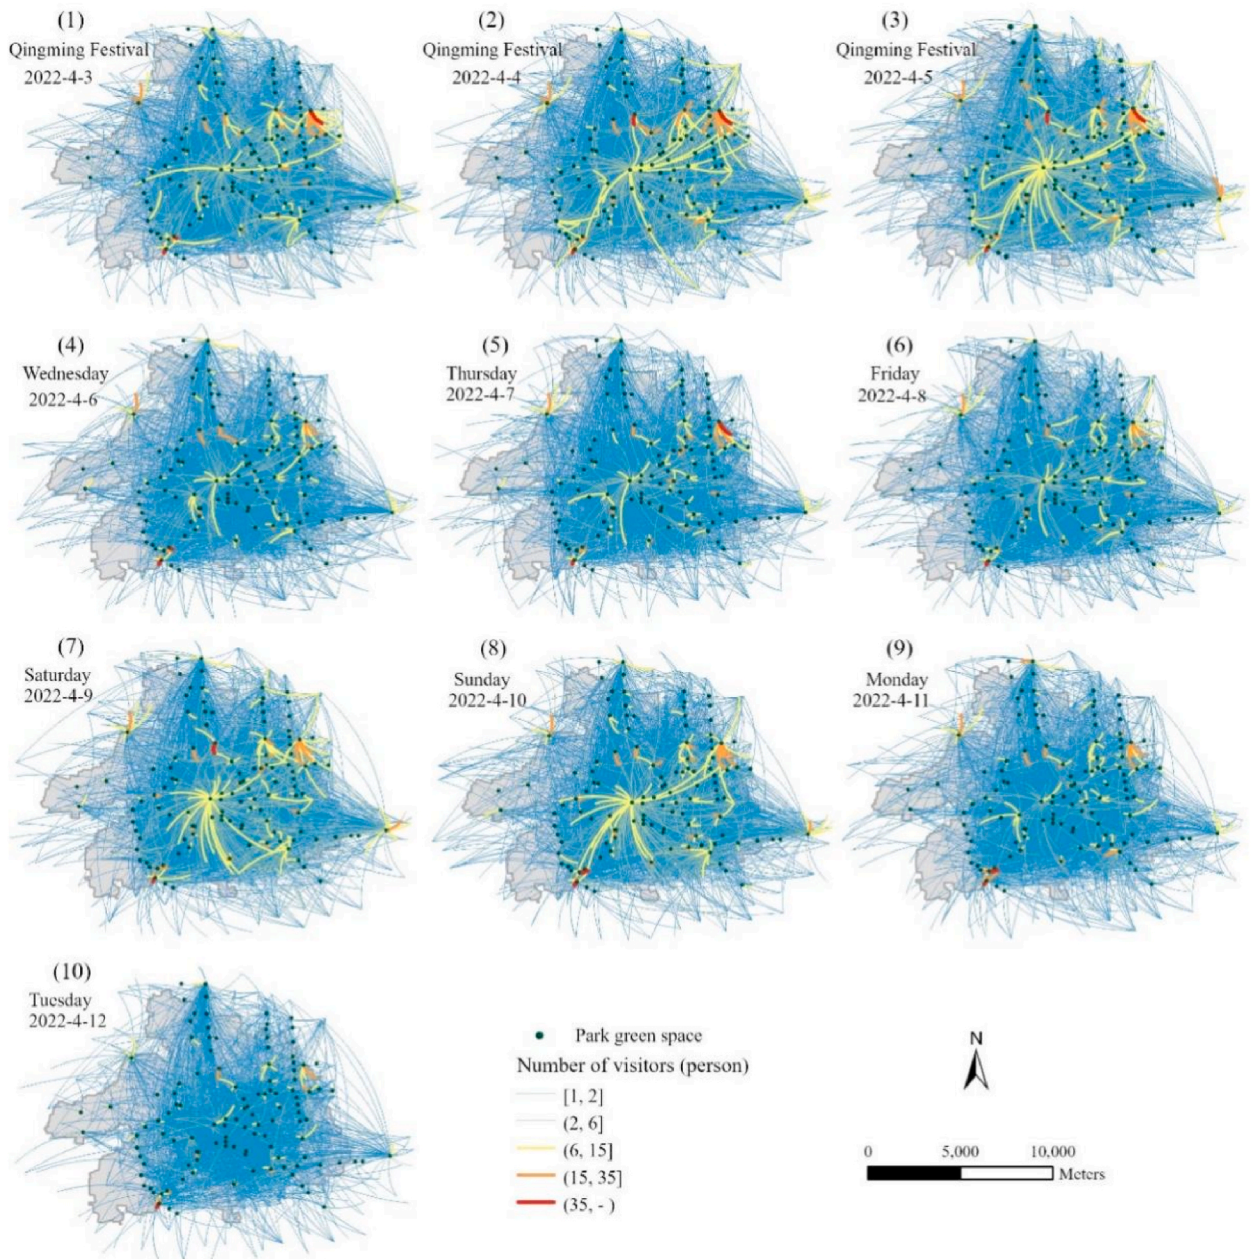 (1)
Qingming Festival
2022-4-3
(2)
Qingming Festival
2022-4-4
(3)
Qingming Festival
2022-4-5
(4)
Wednesday
2022-4-6
(5)
Thursday
2022-4-7
(6)
Friday
2022-4-8
(7)
Saturday
2022-4-9
(8)
Sunday
2022-4-10
(9)
Monday
2022-4-11
(10)
Tuesday
2022-4-12
Park green space
Number of visitors (person)
[1, 2]
(2, 6]
(6, 15]
(15, 35]
(35, - )
N
0 5,000 10,000
Meters